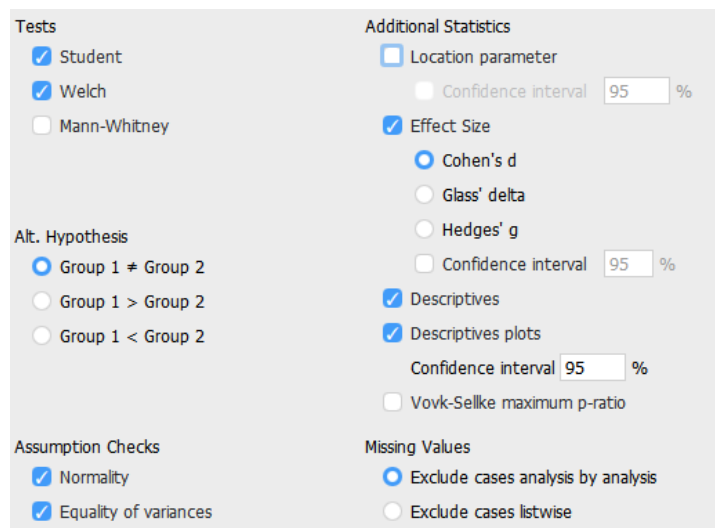 Tests
Student
Welch
Mann-Whitney
Alt. Hypothesis
Group 1 ≠ Group 2
Group 1 > Group 2
Group 1 < Group 2
Assumption Checks
Normality
Equality of variances
Additional Statistics
Location parameter
Confidence interval 95 %
Effect Size
Cohen's d
Glass' delta
Hedges' g
Confidence interval 95 %
Descriptives
Descriptives plots
Confidence interval 95 %
Vovk-Sellke maximum p-ratio
Missing Values
Exclude cases analysis by analysis
Exclude cases listwise